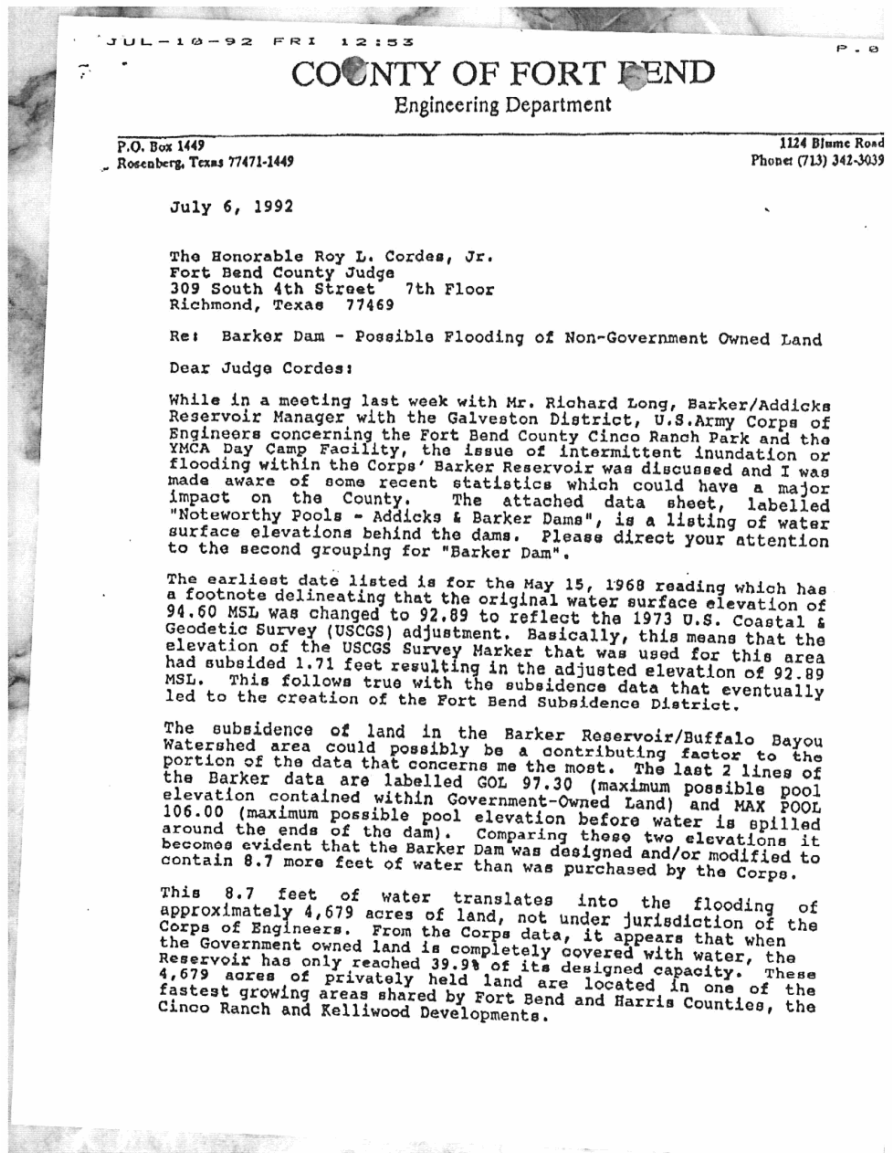 JUL-10-92 FRI 12:53
P.0
COUNTY OF FORT BEND
Engineering Department
P.O. Box 1449
Rosenberg, Texas 77471-1449
1124 Blume Road
Phone: (713) 342-3039
July 6, 1992
The Honorable Roy L. Cordes, Jr.
Fort Bend County Judge
309 South 4th Street 7th Floor
Richmond, Texas 77469
Re: Barker Dam - Possible Flooding of Non-Government Owned Land
Dear Judge Cordes:
While in a meeting last week with Mr. Richard Long, Barker/Addicks
Reservoir Manager with the Galveston District, U.S.Army Corps of
Engineers concerning the Fort Bend County Cinco Ranch Park and the
YMCA Day Camp Facility, the issue of intermittent inundation or
flooding within the Corps' Barker Reservoir was discussed and I was
made aware of some recent statistics which could have a major
impact on the County. The attached data sheet, labelled
"Noteworthy Pools - Addicks & Barker Dams", is a listing of water
surface elevations behind the dams. Please direct your attention
to the second grouping for "Barker Dam".
The earliest date listed is for the May 15, 1968 reading which has
a footnote delineating that the original water surface elevation of
94.60 MSL was changed to 92.89 to reflect the 1973 U.S. Coastal &
Geodetic Survey (USCGS) adjustment. Basically, this means that the
elevation of the USCGS Survey Marker that was used for this area
had subsided 1.71 feet resulting in the adjusted elevation of 92.89
MSL. This follows true with the subsidence data that eventually
led to the creation of the Fort Bend Subsidence District.
The subsidence of land in the Barker Reservoir/Buffalo Bayou
Watershed area could possibly be a contributing factor to the
portion of the data that concerns me the most. The last 2 lines of
the Barker data are labelled GOL 97.30 (maximum possible pool
elevation contained within Government-Owned Land) and MAX POOL
106.00 (maximum possible pool elevation before water is spilled
around the ends of the dam). Comparing these two elevations it
becomes evident that the Barker Dam was designed and/or modified to
contain 8.7 more feet of water than was purchased by the Corps.
This 8.7 feet of water translates into the flooding of
approximately 4,679 acres of land, not under jurisdiction of the
Corps of Engineers. From the Corps data, it appears that when
the Government owned land is completely covered with water, the
Reservoir has only reached 39.9% of its designed capacity. These
4,679 acres of privately held land are located in one of the
fastest growing areas shared by Fort Bend and Harris Counties, the
Cinco Ranch and Kelliwood Developments.